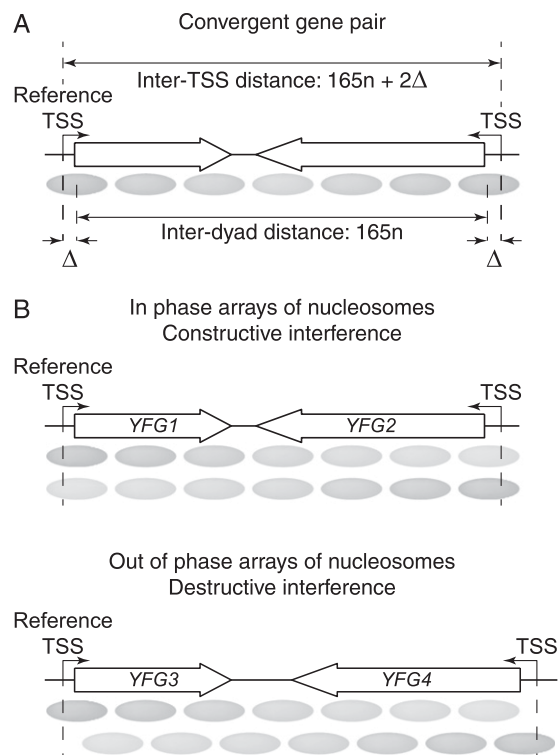 A
Convergent gene pair
Inter-TSS distance: 165n + 2Δ
Reference
TSS
TSS
Inter-dyad distance: 165n
Δ
Δ
B
In phase arrays of nucleosomes
Constructive interference
Reference
TSS
TSS
YFG1
YFG2
Out of phase arrays of nucleosomes
Destructive interference
Reference
TSS
TSS
YFG3
YFG4